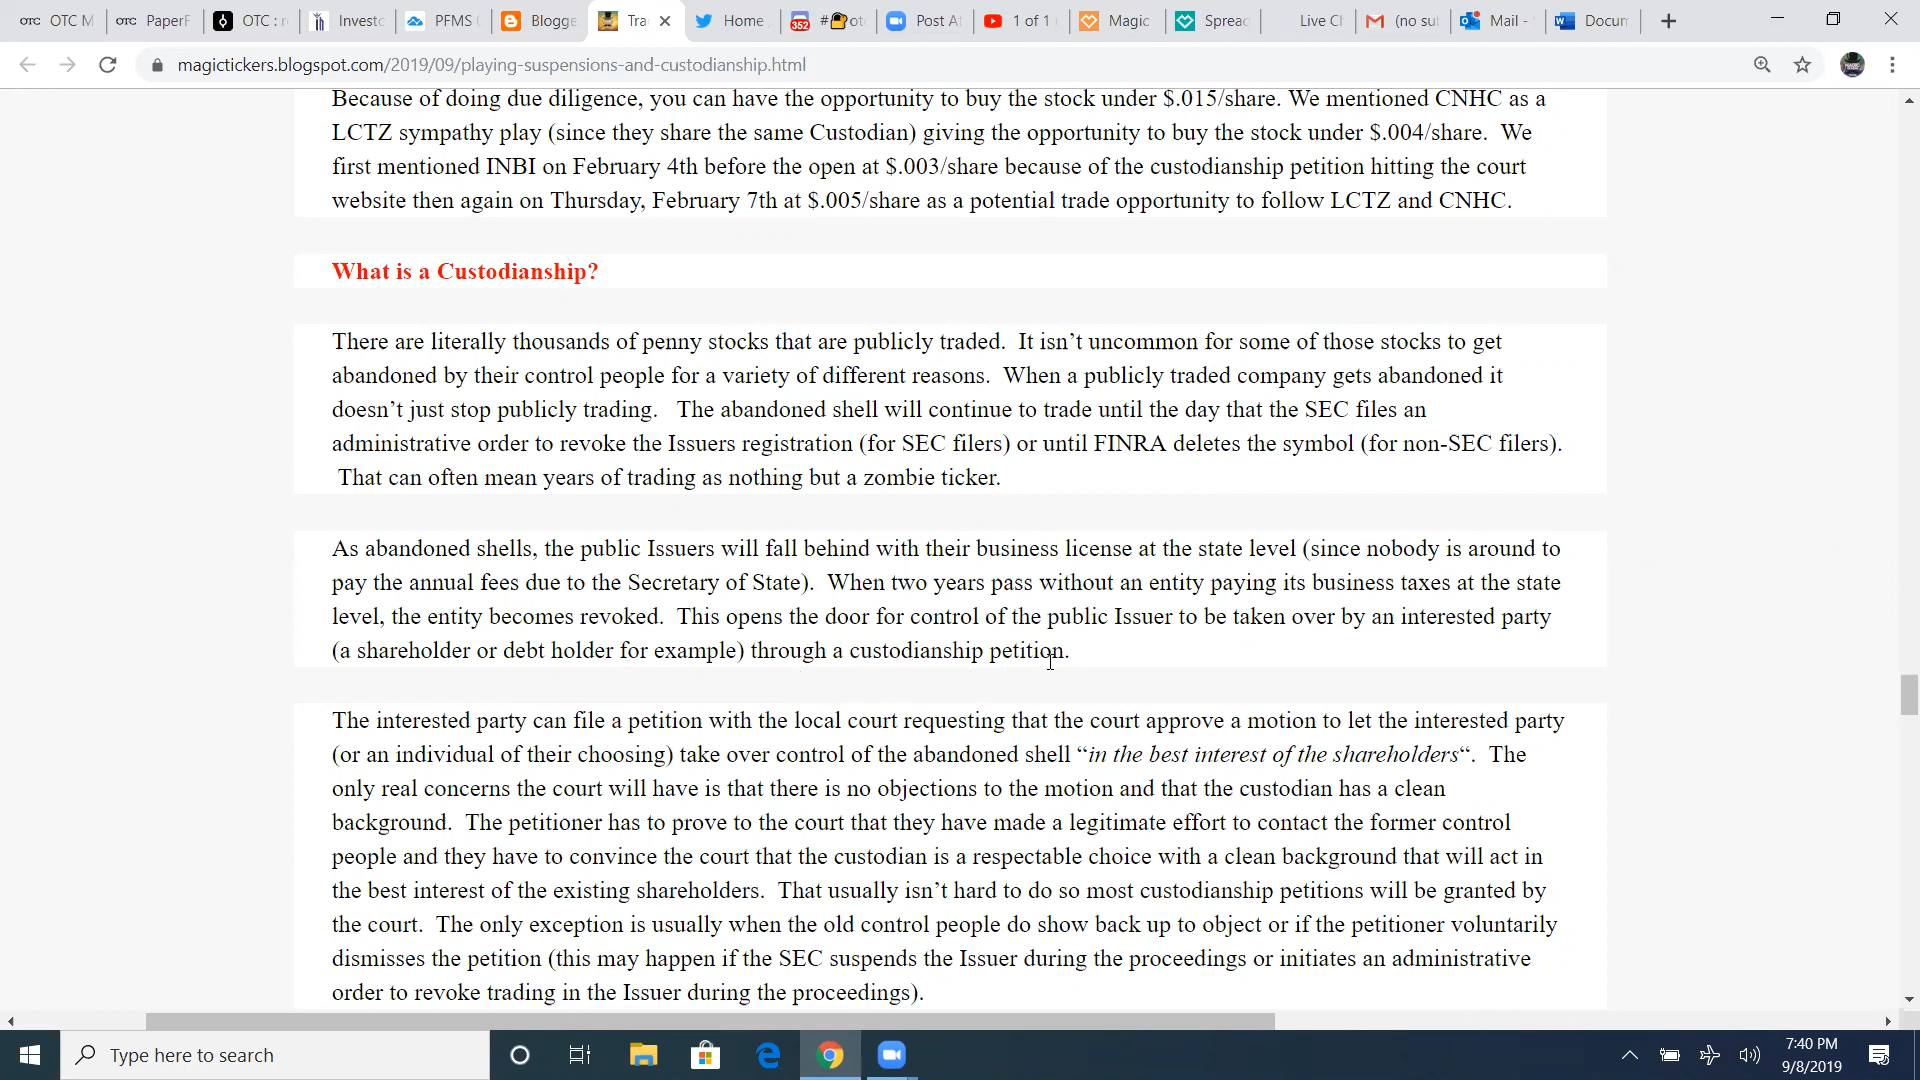 OTC M
PaperF
OTC : r
Investo
PFMS (
Blogge
Tra
Home
#
ote
Post At
1 of 1
Magic
Spreac
Live Ch
(no su
Mail -
Docum
magictickers.blogspot.com/2019/09/playing-suspensions-and-custodianship.html
Because of doing due diligence, you can have the opportunity to buy the stock under $.015/share. We mentioned CNHC as a
LCTZ sympathy play (since they share the same Custodian) giving the opportunity to buy the stock under $.004/share.  We
first mentioned INBI on February 4th before the open at $.003/share because of the custodianship petition hitting the court
website then again on Thursday, February 7th at $.005/share as a potential trade opportunity to follow LCTZ and CNHC.
What is a Custodianship?
There are literally thousands of penny stocks that are publicly traded.  It isn’t uncommon for some of those stocks to get
abandoned by their control people for a variety of different reasons.  When a publicly traded company gets abandoned it
doesn’t just stop publicly trading.   The abandoned shell will continue to trade until the day that the SEC files an
administrative order to revoke the Issuers registration (for SEC filers) or until FINRA deletes the symbol (for non-SEC filers).
That can often mean years of trading as nothing but a zombie ticker.
As abandoned shells, the public Issuers will fall behind with their business license at the state level (since nobody is around to
pay the annual fees due to the Secretary of State).  When two years pass without an entity paying its business taxes at the state
level, the entity becomes revoked.  This opens the door for control of the public Issuer to be taken over by an interested party
(a shareholder or debt holder for example) through a custodianship petition.
The interested party can file a petition with the local court requesting that the court approve a motion to let the interested party
(or an individual of their choosing) take over control of the abandoned shell “in the best interest of the shareholders“.  The
only real concerns the court will have is that there is no objections to the motion and that the custodian has a clean
background.  The petitioner has to prove to the court that they have made a legitimate effort to contact the former control
people and they have to convince the court that the custodian is a respectable choice with a clean background that will act in
the best interest of the existing shareholders.  That usually isn’t hard to do so most custodianship petitions will be granted by
the court.  The only exception is usually when the old control people do show back up to object or if the petitioner voluntarily
dismisses the petition (this may happen if the SEC suspends the Issuer during the proceedings or initiates an administrative
order to revoke trading in the Issuer during the proceedings).
Type here to search
7:40 PM
9/8/2019